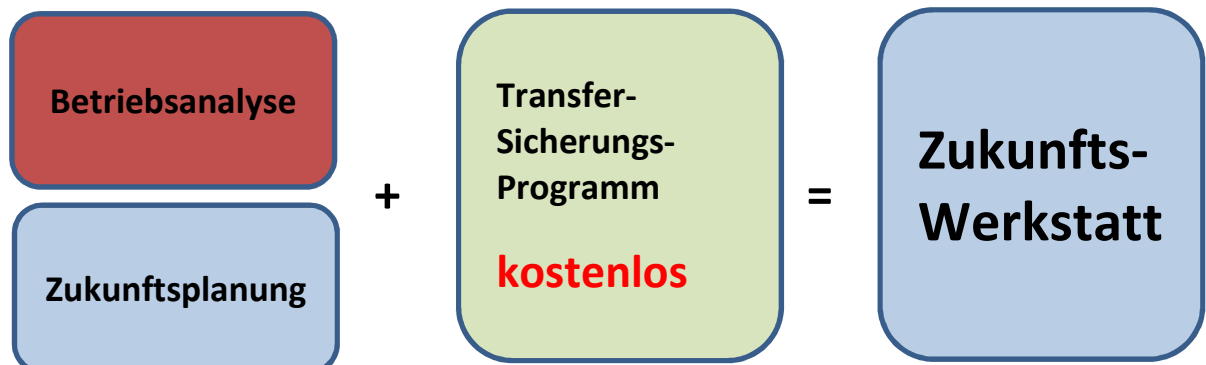 Betriebsanalyse
Zukunftsplanung
+
Transfer-
Sicherungs-
Programm
kostenlos
=
Zukunfts-
Werkstatt